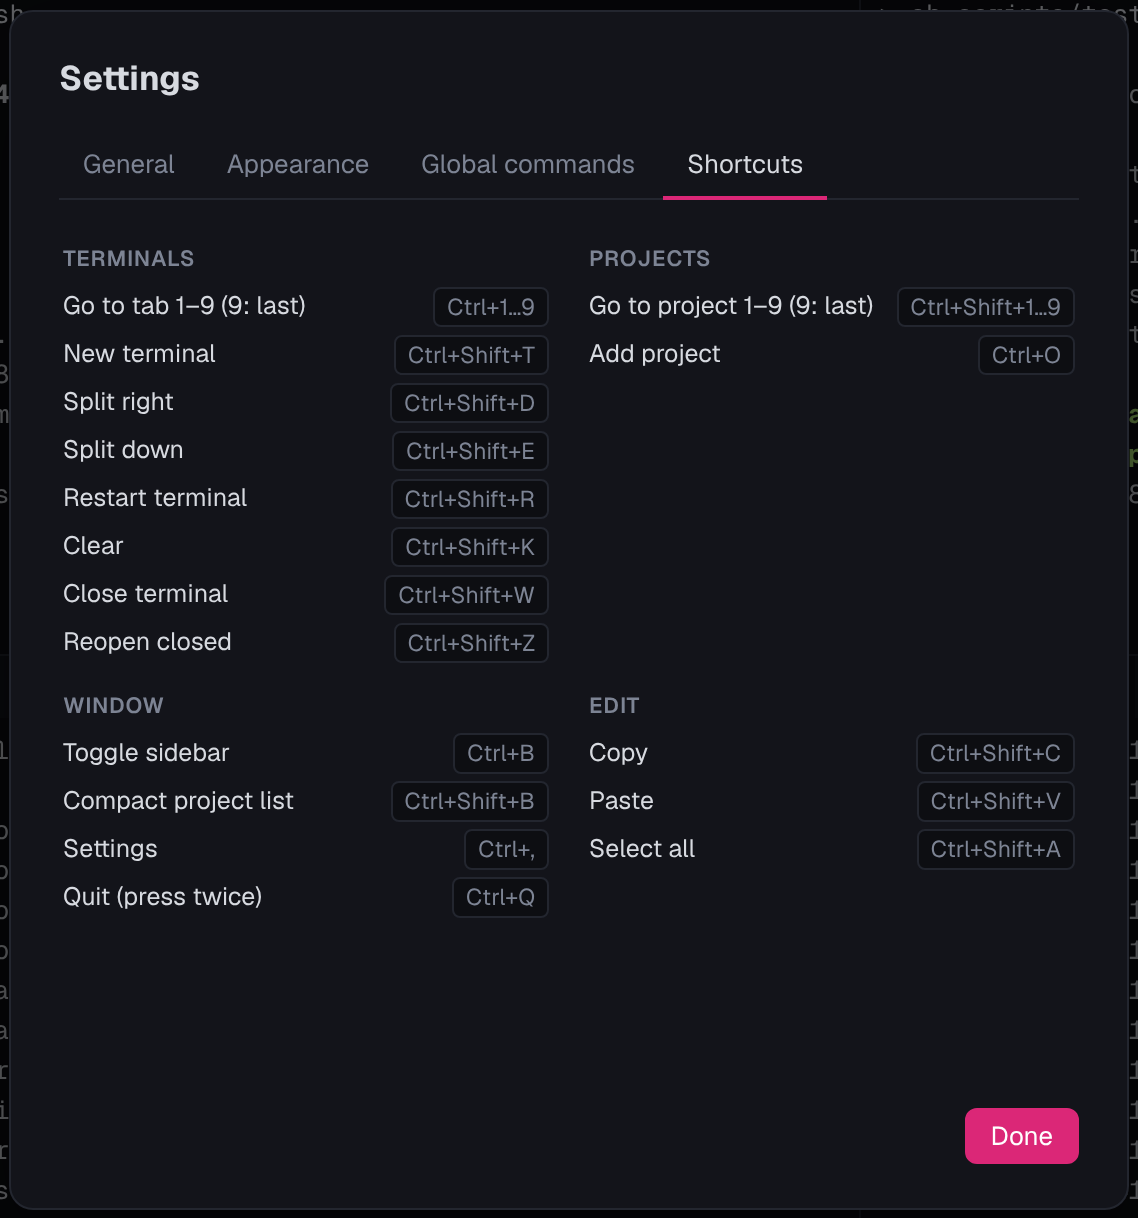 Settings
General Appearance Global commands Shortcuts
TERMINALS
Go to tab 1–9 (9: last) Ctrl+1...9
New terminal Ctrl+Shift+T
Split right Ctrl+Shift+D
Split down Ctrl+Shift+E
Restart terminal Ctrl+Shift+R
Clear Ctrl+Shift+K
Close terminal Ctrl+Shift+W
Reopen closed Ctrl+Shift+Z
PROJECTS
Go to project 1–9 (9: last) Ctrl+Shift+1...9
Add project Ctrl+O
WINDOW
Toggle sidebar Ctrl+B
Compact project list Ctrl+Shift+B
Settings Ctrl+,
Quit (press twice) Ctrl+Q
EDIT
Copy Ctrl+Shift+C
Paste Ctrl+Shift+V
Select all Ctrl+Shift+A
Done